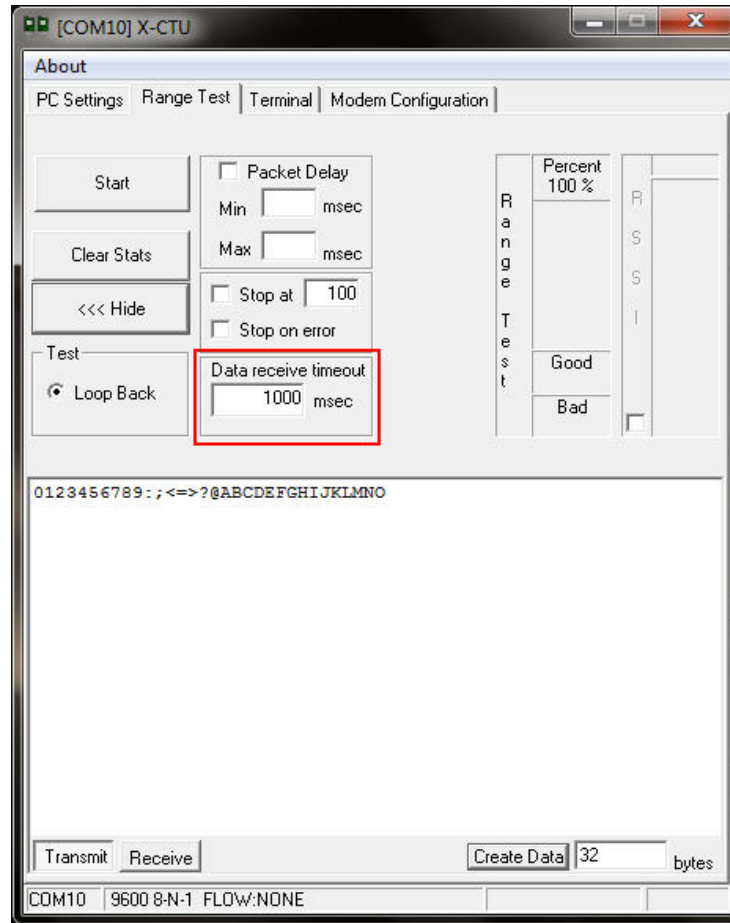 [COM10] X-CTU
About
PC Settings Range Test Terminal Modem Configuration
Start
Clear Stats
<<< Hide
Test
Loop Back
Packet Delay
Min msec
Max msec
Stop at 100
Stop on error
Data receive timeout
1000 msec
Range Test
Percent
100 %
Good
Bad
RSSI
0123456789:;<=>?@ABCDEFGHIJKLMNO
Transmit Receive Create Data 32 bytes
COM10 9600 8-N-1 FLOW:NONE